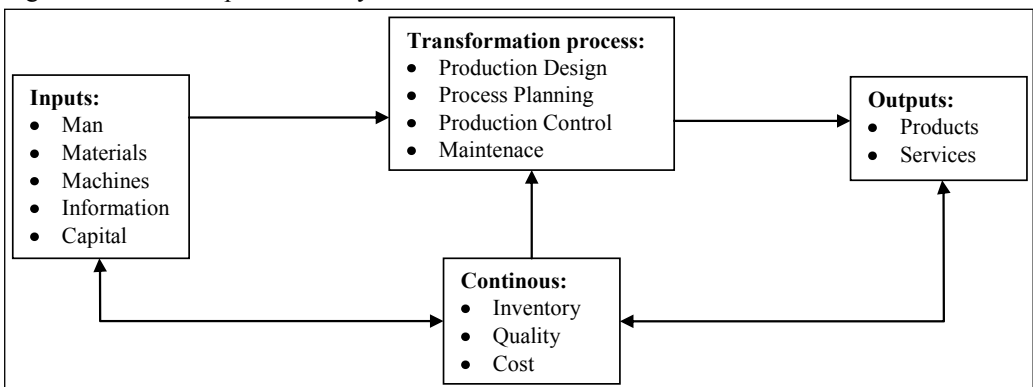 Transformation process:
• Production Design
• Process Planning
• Production Control
• Maintenace
Inputs:
• Man
• Materials
• Machines
• Information
• Capital
Outputs:
• Products
• Services
Continous:
• Inventory
• Quality
• Cost